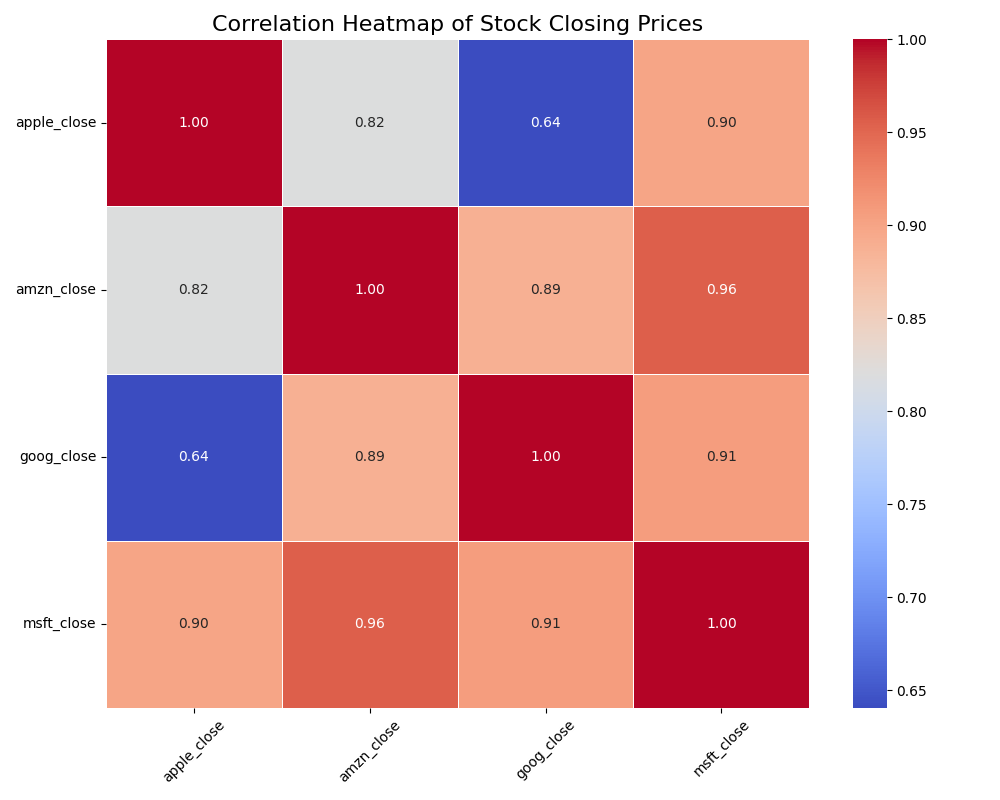 Correlation Heatmap of Stock Closing Prices
1.00
apple_close 1.00 0.82 0.64 0.90
0.95
0.90
amzn_close 0.82 1.00 0.89 0.96
0.85
0.80
goog_close 0.64 0.89 1.00 0.91
0.75
0.70
msft_close 0.90 0.96 0.91 1.00
0.65
apple_close amzn_close goog_close msft_close